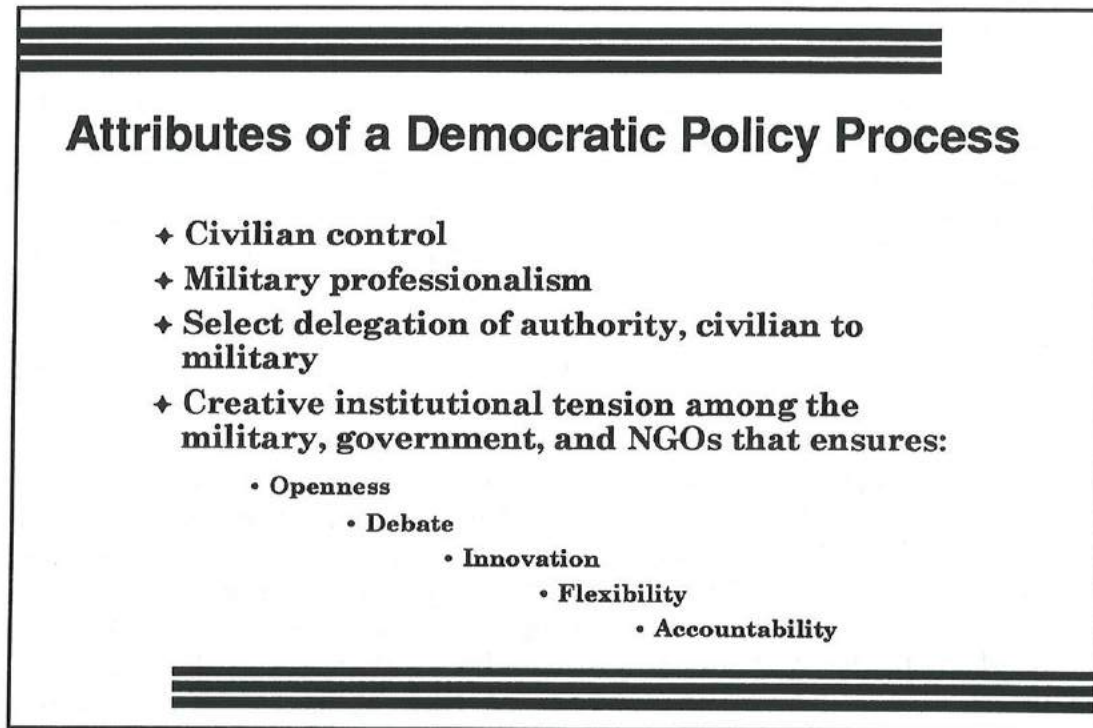 Attributes of a Democratic Policy Process
✦ Civilian control
✦ Military professionalism
✦ Select delegation of authority, civilian to
military
✦ Creative institutional tension among the
military, government, and NGOs that ensures:
• Openness
• Debate
• Innovation
• Flexibility
• Accountability